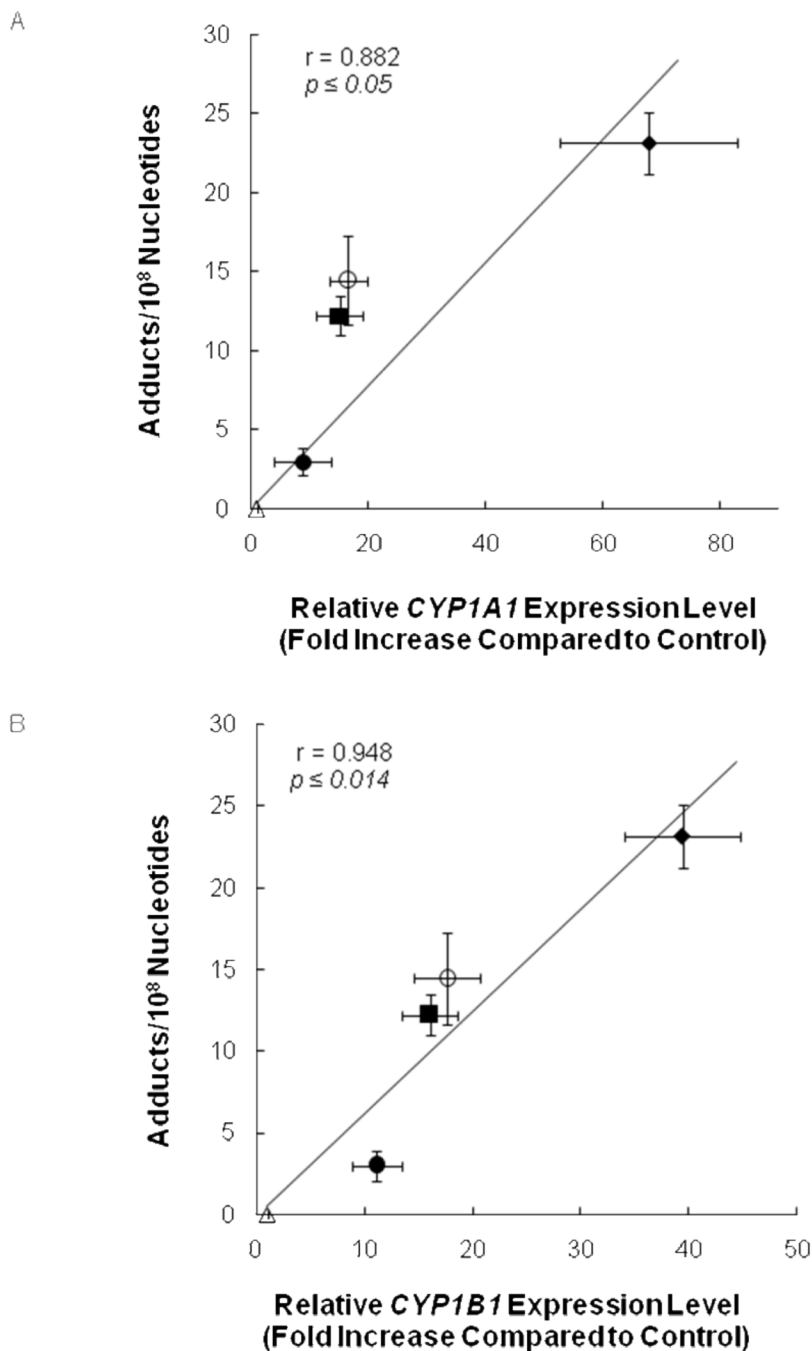 A
30
25
20
15
10
5
0
r = 0.882
p ≤ 0.05
Adducts/10⁸ Nucleotides
0 20 40 60 80
Relative CYP1A1 Expression Level
(Fold Increase Compared to Control)
B
30
25
20
15
10
5
0
r = 0.948
p ≤ 0.014
Adducts/10⁸ Nucleotides
0 10 20 30 40 50
Relative CYP1B1 Expression Level
(Fold Increase Compared to Control)